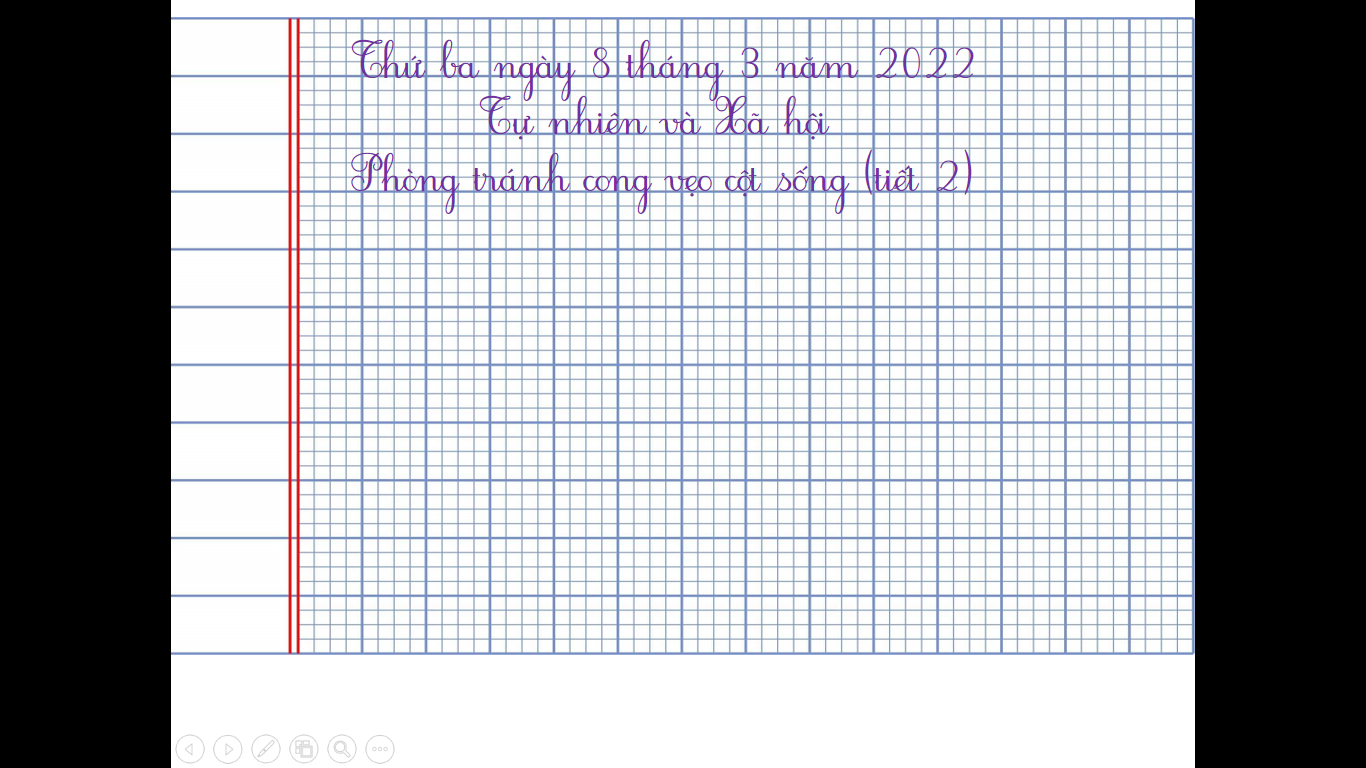 Thứ ba ngày 8 tháng 3 năm 2022
Tự nhiên và Xã hội
Phòng tránh cong vẹo cột sống (tiết 2)